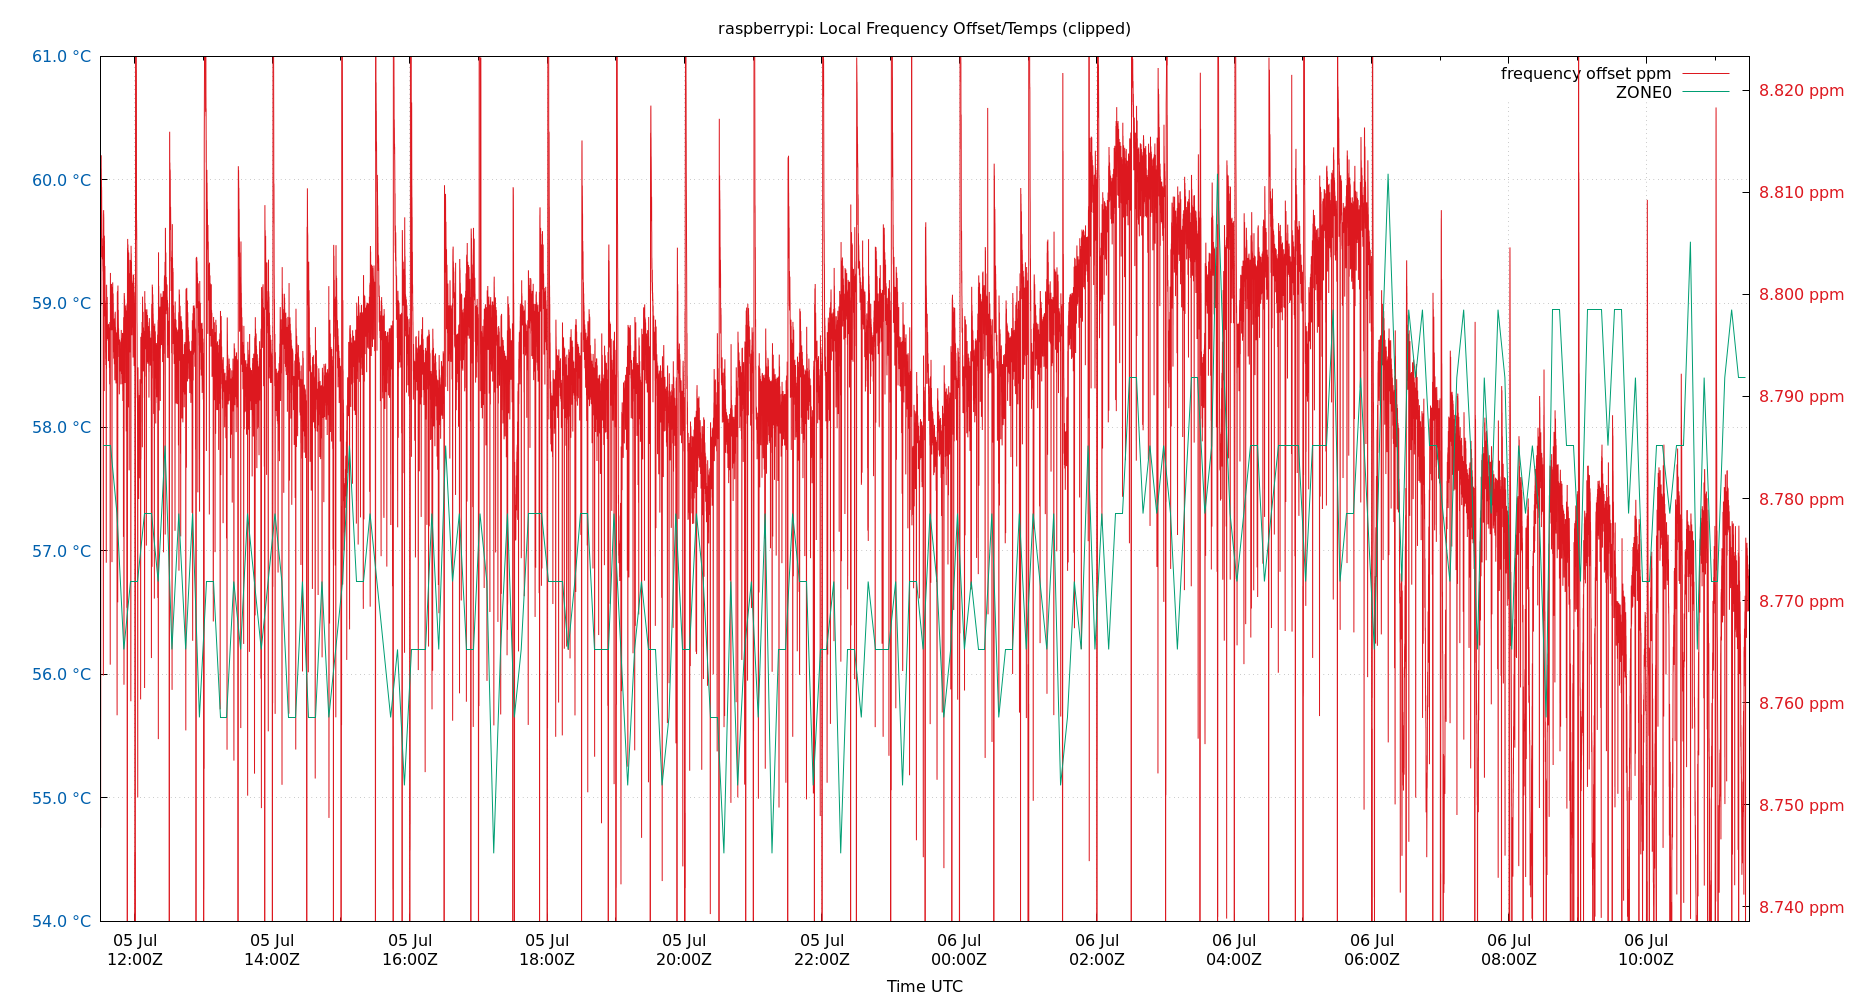 raspberrypi: Local Frequency Offset/Temps (clipped)
frequency offset ppm
ZONE0
61.0 °C
60.0 °C
59.0 °C
58.0 °C
57.0 °C
56.0 °C
55.0 °C
54.0 °C
8.820 ppm
8.810 ppm
8.800 ppm
8.790 ppm
8.780 ppm
8.770 ppm
8.760 ppm
8.750 ppm
8.740 ppm
05 Jul 05 Jul 05 Jul 05 Jul 05 Jul 05 Jul 06 Jul 06 Jul 06 Jul 06 Jul 06 Jul 06 Jul
12:00Z 14:00Z 16:00Z 18:00Z 20:00Z 22:00Z 00:00Z 02:00Z 04:00Z 06:00Z 08:00Z 10:00Z
Time UTC